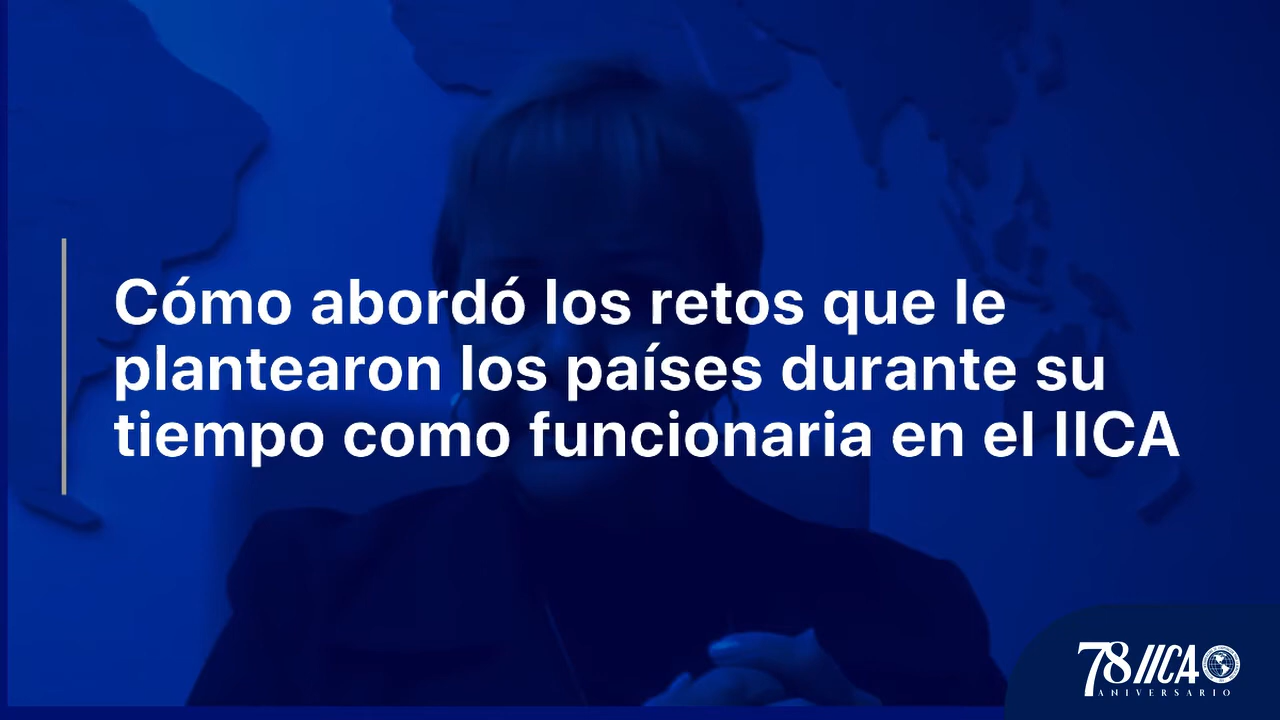 Cómo abordó los retos que le
plantearon los países durante su
tiempo como funcionaria en el IICA
78 IICA
ANIVERSARIO